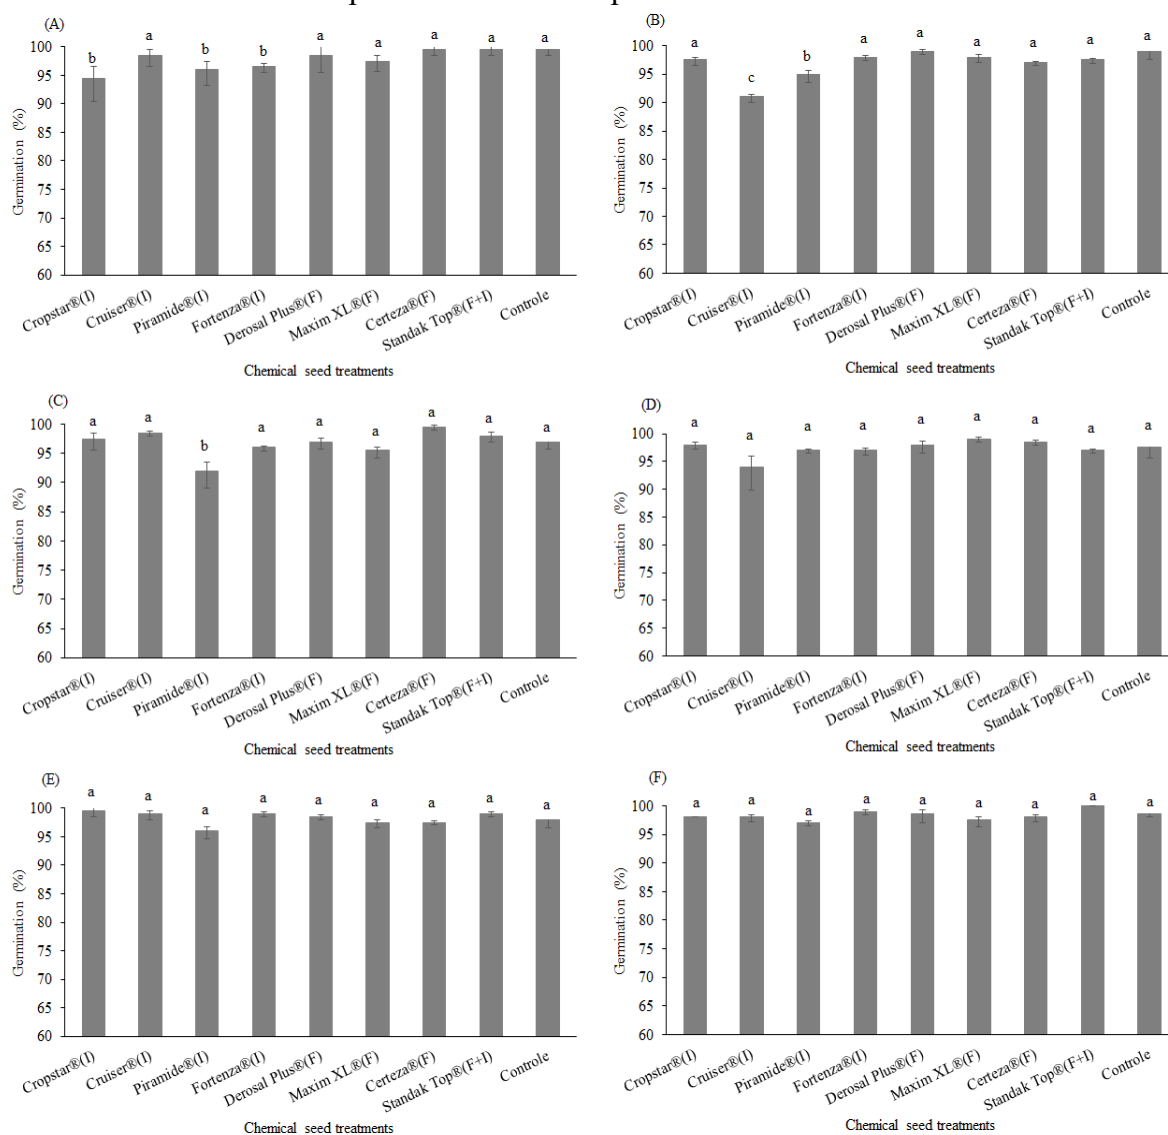 (A)
b a b b a a a a a
Germination (%)
100
95
90
85
80
75
70
65
60
Cropstar®(I)
Cruiser®(I)
Piramide®(I)
Fortenza®(I)
Derosal Plus®(F)
Maxim XL®(F)
Certeza®(F)
Standak Top®(F+I)
Controle
Chemical seed treatments
(B)
a c b a a a a a a
Germination (%)
100
95
90
85
80
75
70
65
60
Cropstar®(I)
Cruiser®(I)
Piramide®(I)
Fortenza®(I)
Derosal Plus®(F)
Maxim XL®(F)
Certeza®(F)
Standak Top®(F+I)
Controle
Chemical seed treatments
(C)
a a b a a a a a a
Germination (%)
100
95
90
85
80
75
70
65
60
Cropstar®(I)
Cruiser®(I)
Piramide®(I)
Fortenza®(I)
Derosal Plus®(F)
Maxim XL®(F)
Certeza®(F)
Standak Top®(F+I)
Controle
Chemical seed treatments
(D)
a a a a a a a a a
Germination (%)
100
95
90
85
80
75
70
65
60
Cropstar®(I)
Cruiser®(I)
Piramide®(I)
Fortenza®(I)
Derosal Plus®(F)
Maxim XL®(F)
Certeza®(F)
Standak Top®(F+I)
Controle
Chemical seed treatments
(E)
a a a a a a a a a
Germination (%)
100
95
90
85
80
75
70
65
60
Cropstar®(I)
Cruiser®(I)
Piramide®(I)
Fortenza®(I)
Derosal Plus®(F)
Maxim XL®(F)
Certeza®(F)
Standak Top®(F+I)
Controle
Chemical seed treatments
(F)
a a a a a a a a a
Germination (%)
100
95
90
85
80
75
70
65
60
Cropstar®(I)
Cruiser®(I)
Piramide®(I)
Fortenza®(I)
Derosal Plus®(F)
Maxim XL®(F)
Certeza®(F)
Standak Top®(F+I)
Controle
Chemical seed treatments